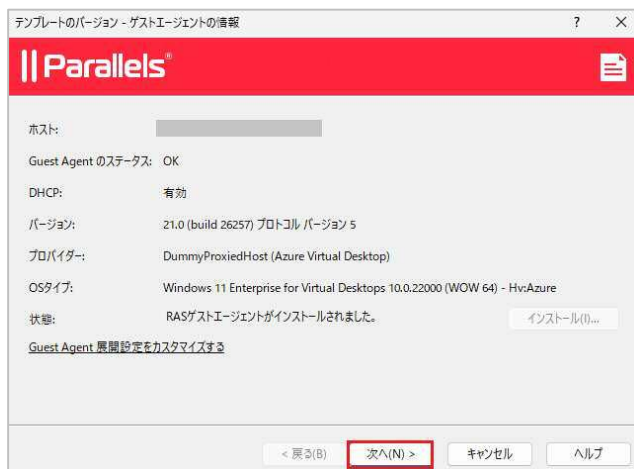 テンプレートのバージョン - ゲストエージェントの情報 ? ×
Parallels®
ホスト:
Guest Agent のステータス: OK
DHCP: 有効
バージョン: 21.0 (build 26257) プロトコル バージョン 5
プロバイダー: DummyProxiedHost (Azure Virtual Desktop)
OSタイプ: Windows 11 Enterprise for Virtual Desktops 10.0.22000 (WOW 64) - Hv:Azure
状態: RASゲストエージェントがインストールされました。 インストール(I)...
Guest Agent 展開設定をカスタマイズする
< 戻る(B) 次へ(N) > キャンセル ヘルプ